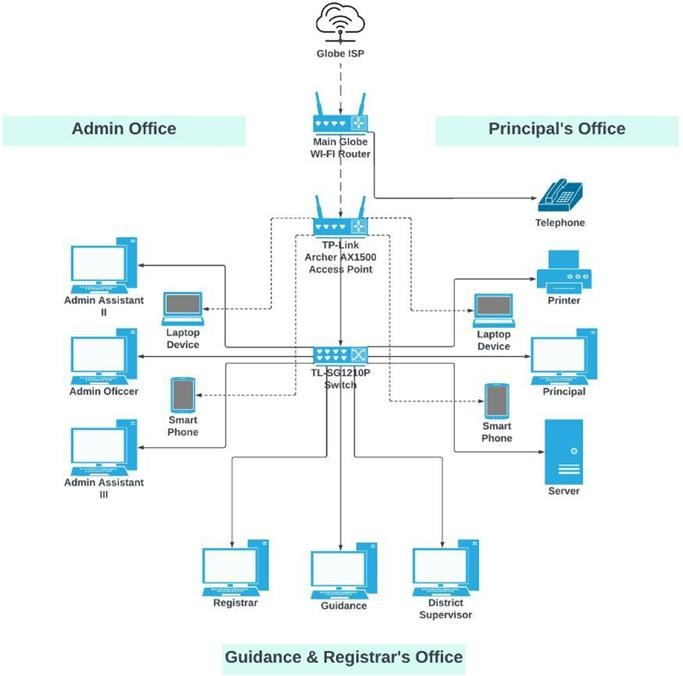 Globe ISP
Admin Office
Principal's Office
Main Globe
WI-FI Router
Telephone
TP-Link
Archer AX1500
Access Point
Admin Assistant
II
Laptop
Device
Printer
Laptop
Device
Admin Oficcer
TL-SG1210P
Switch
Principal
Smart
Phone
Smart
Phone
Admin Assistant
III
Server
Registrar
Guidance
District
Supervisor
Guidance & Registrar's Office